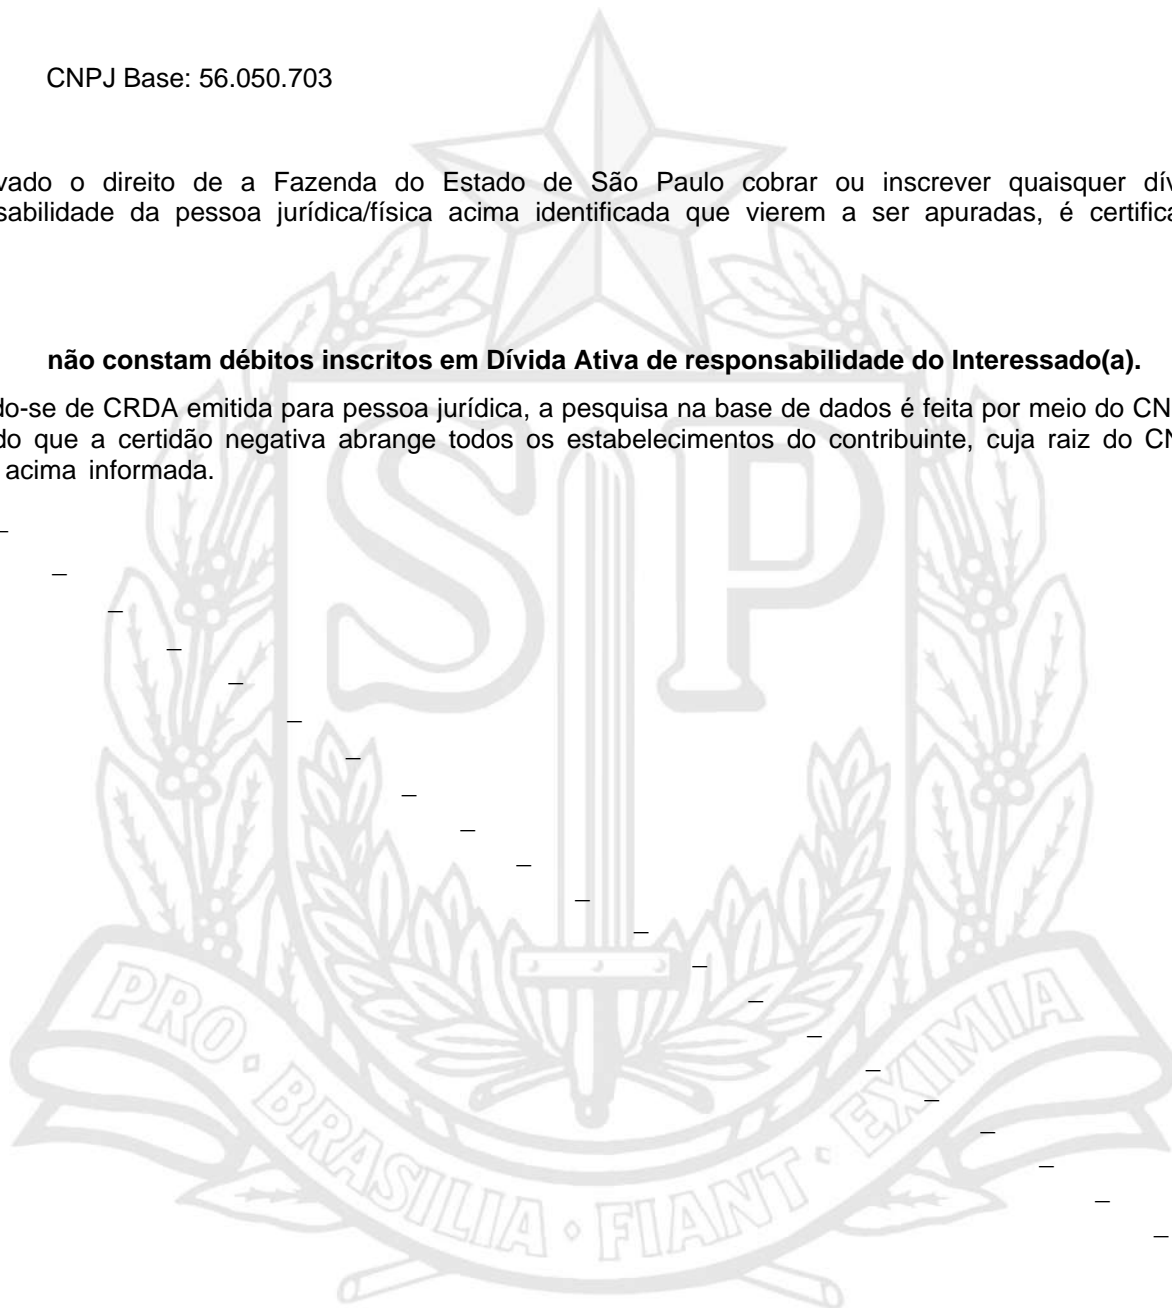 CNPJ Base: 56.050.703
vado o direito de a Fazenda do Estado de São Paulo cobrar ou inscrever quaisquer dív
sabilidade da pessoa jurídica/física acima identificada que vierem a ser apuradas, é certifica
não constam débitos inscritos em Dívida Ativa de responsabilidade do Interessado(a).
do-se de CRDA emitida para pessoa jurídica, a pesquisa na base de dados é feita por meio do CN
do que a certidão negativa abrange todos os estabelecimentos do contribuinte, cuja raiz do CN
acima informada.
SP
PRO • BRASILIA • FIANT • EXIMIA